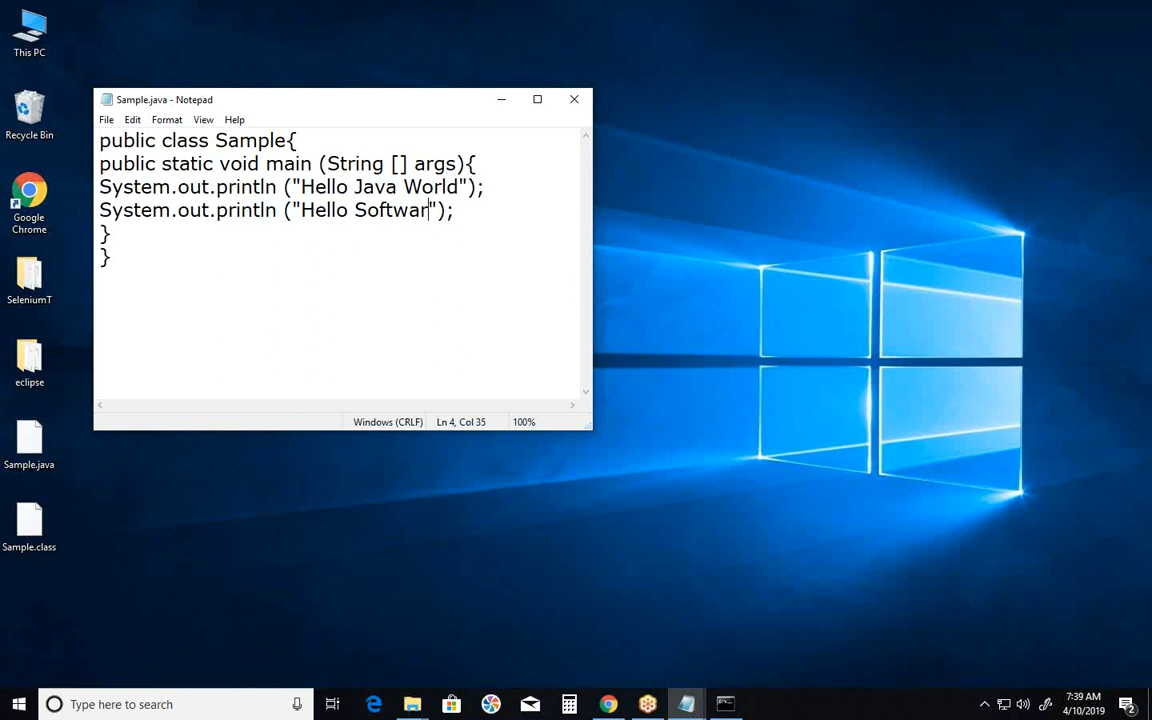 This PC
Recycle Bin
Google
Chrome
SeleniumT
eclipse
Sample.java
Sample.class
Sample.java - Notepad
File Edit Format View Help
public class Sample{
public static void main (String [] args){
System.out.println ("Hello Java World");
System.out.println ("Hello Softwar");
}
}
Windows (CRLF) Ln 4, Col 35 100%
Type here to search
7:39 AM
4/10/2019
2